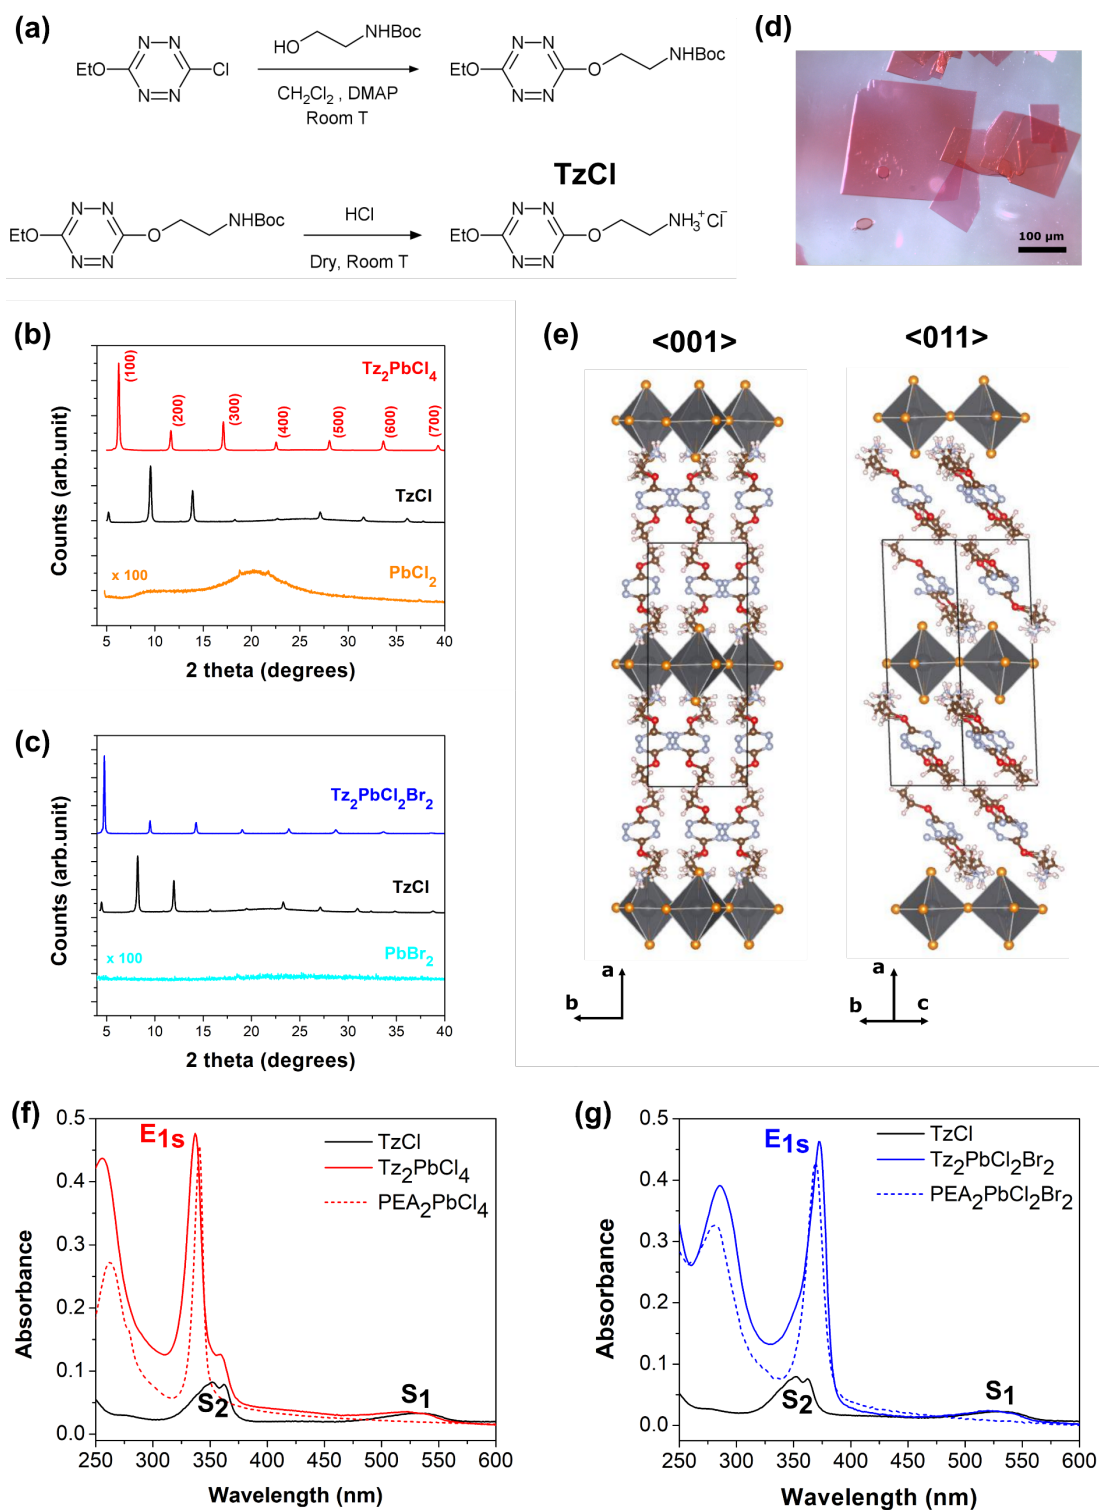 (a)
EtO
N
N
N
N
Cl
HO
NHBoc
CH₂Cl₂ , DMAP
Room T
EtO
N
N
N
N
O
NHBoc
EtO
N
N
N
N
O
NHBoc
HCl
Dry, Room T
TzCl
EtO
N
N
N
N
O
NH₃⁺Cl⁻
(d)
100 µm
(b)
Counts (arb.unit)
Tz₂PbCl₄
(100)
(200)
(300)
(400)
(500)
(600)
(700)
TzCl
x 100
PbCl₂
5 10 15 20 25 30 35 40
2 theta (degrees)
(c)
Counts (arb.unit)
Tz₂PbCl₂Br₂
TzCl
x 100
PbBr₂
5 10 15 20 25 30 35 40
2 theta (degrees)
(e)
<001>
<011>
a
b
a
b
c
(f)
Absorbance
0.5
0.4
0.3
0.2
0.1
0.0
E1s
TzCl
Tz₂PbCl₄
PEA₂PbCl₄
S₂
S₁
250 300 350 400 450 500 550 600
Wavelength (nm)
(g)
Absorbance
0.5
0.4
0.3
0.2
0.1
0.0
E1s
TzCl
Tz₂PbCl₂Br₂
PEA₂PbCl₂Br₂
S₂
S₁
250 300 350 400 450 500 550 600
Wavelength (nm)